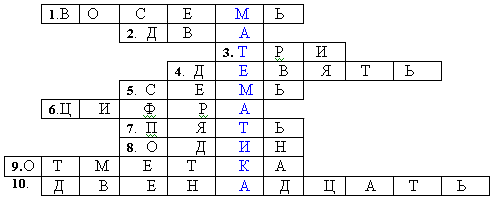 1.В О С Е М Ь
2. Д В А
3. Т Р И
4. Д Е В Я Т Ь
5. С Е М Ь
6.Ц И Ф Р А
7. П Я Т Ь
8. О Д И Н
9.О Т М Е Т К А
10. Д В Е Н А Д Ц А Т Ь